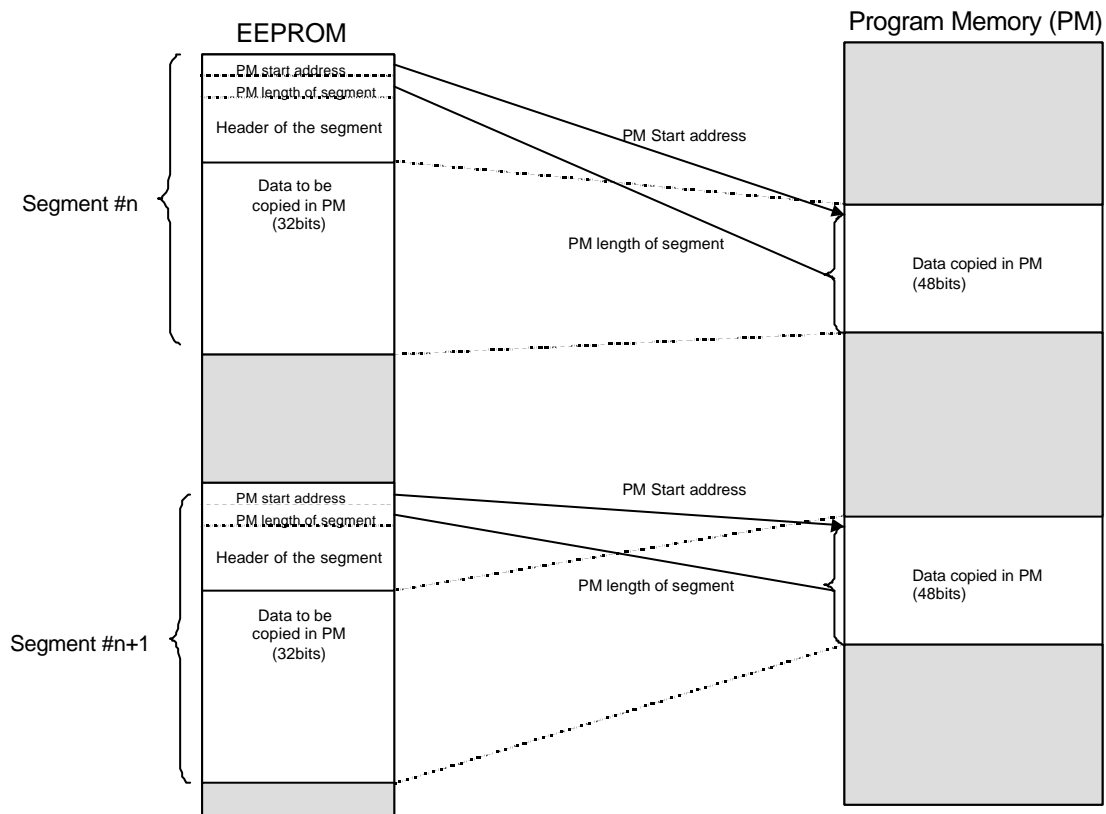 EEPROM
Program Memory (PM)
PM start address
PM length of segment
Header of the segment
Segment #n
Data to be
copied in PM
(32bits)
PM Start address
PM length of segment
Data copied in PM
(48bits)
PM start address
PM length of segment
Header of the segment
Segment #n+1
Data to be
copied in PM
(32bits)
PM Start address
PM length of segment
Data copied in PM
(48bits)